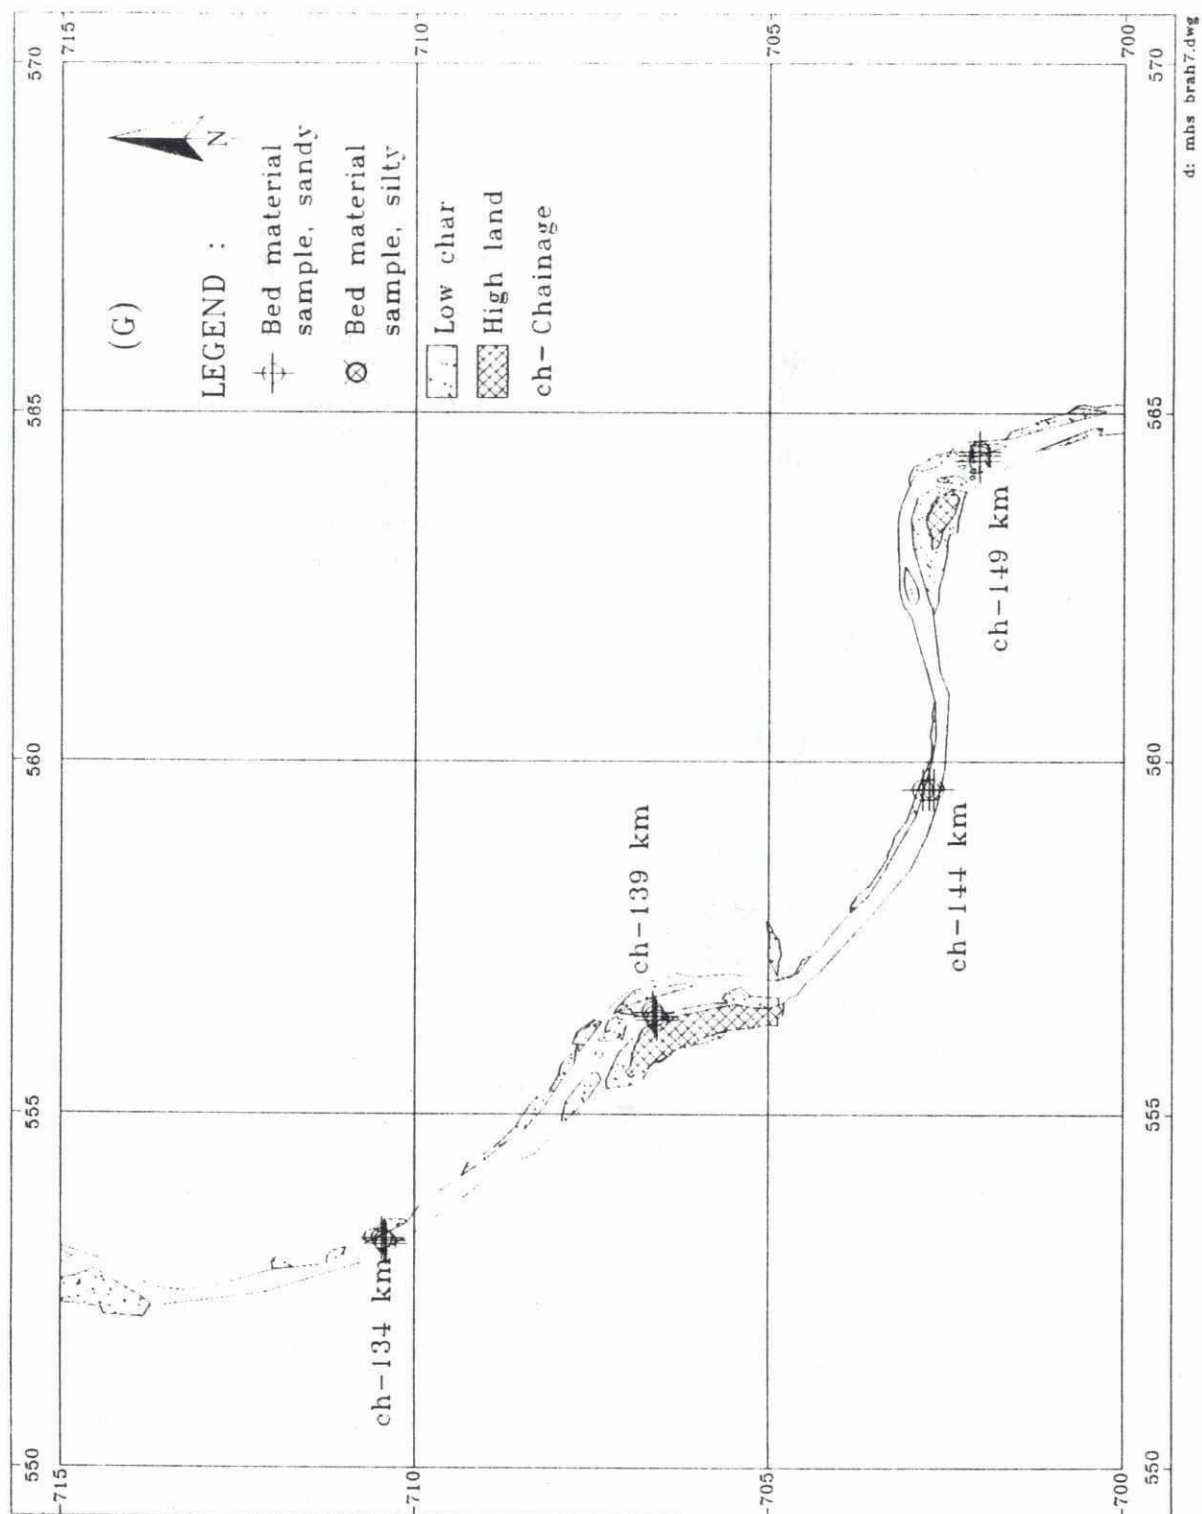 (G)
N
LEGEND :
Bed material
sample, sandy
Bed material
sample, silty
Low char
High land
ch- Chainage
550
555
560
565
570
-715
715
-710
710
-705
705
-700
700
550
555
560
565
570
ch-134 km
ch-139 km
ch-144 km
ch-149 km
d: mhs brah7.dwg